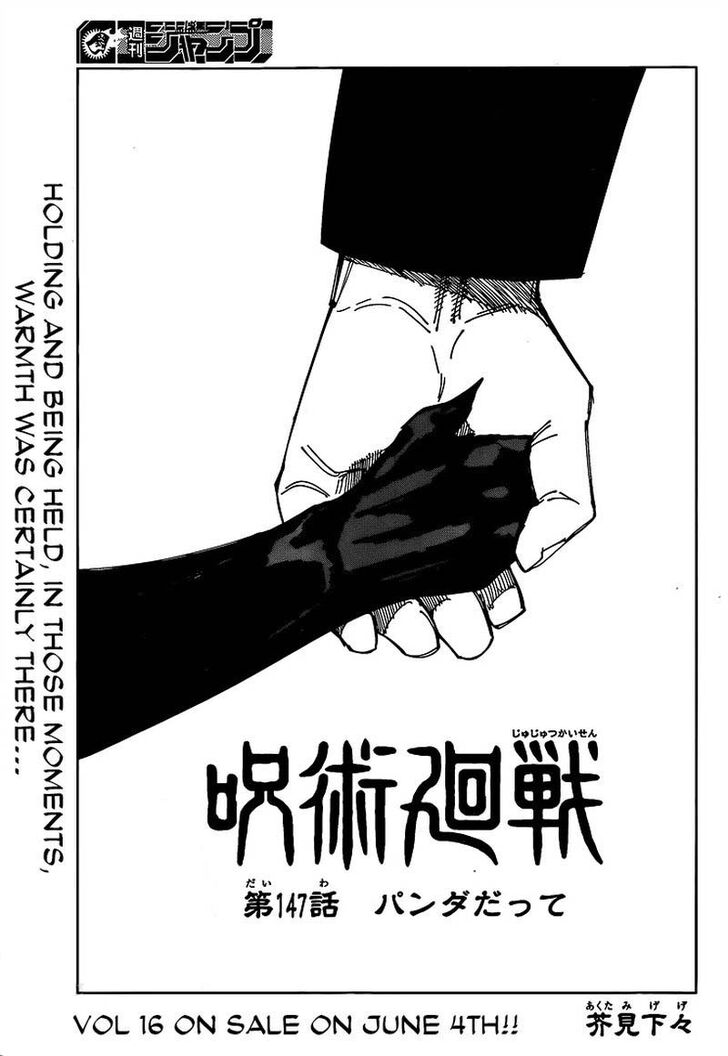 週刊
少年
ジャンプ
HOLDING AND BEING HELD, IN THOSE MOMENTS,
WARMTH WAS CERTAINLY THERE...
じゅじゅつかいせん
呪術廻戦
だい わ
第147話 パンダだって
VOL 16 ON SALE ON JUNE 4TH!!
あくたみげげ
芥見下々